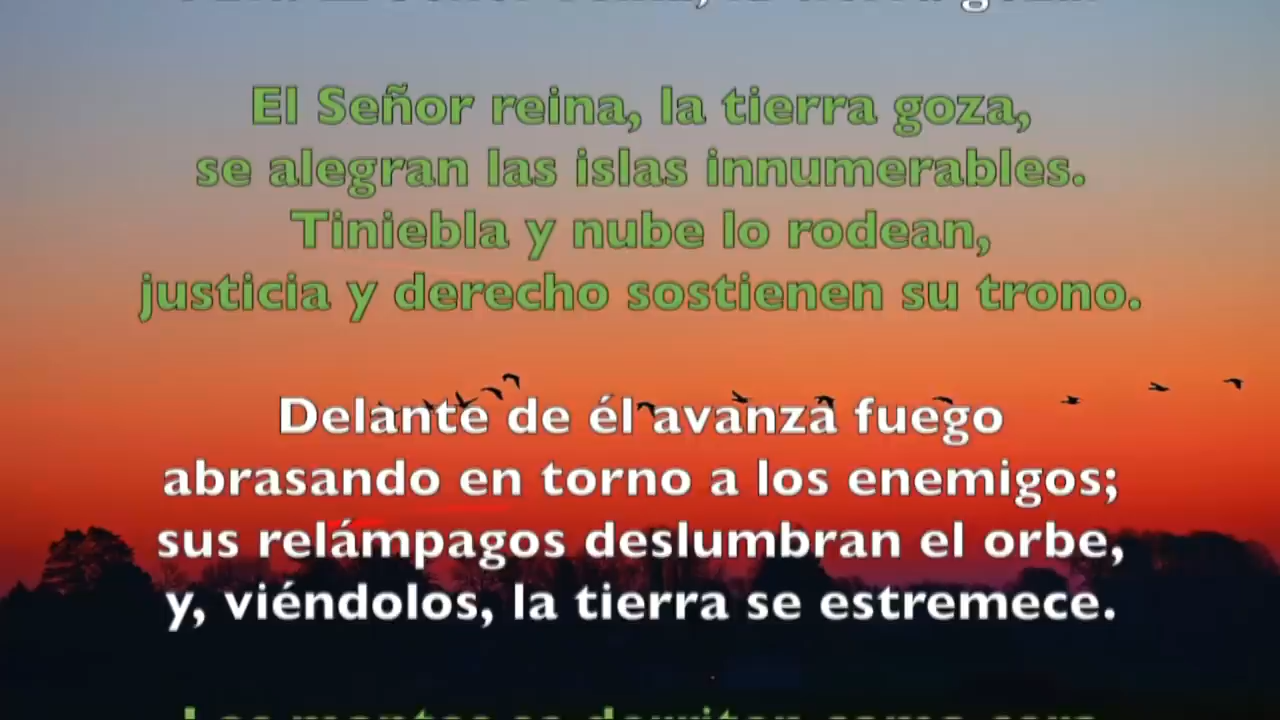 El Señor reina, la tierra goza,
se alegran las islas innumerables.
Tiniebla y nube lo rodean,
justicia y derecho sostienen su trono.
Delante de él avanza fuego
abrasando en torno a los enemigos;
sus relámpagos deslumbran el orbe,
y, viéndolos, la tierra se estremece.